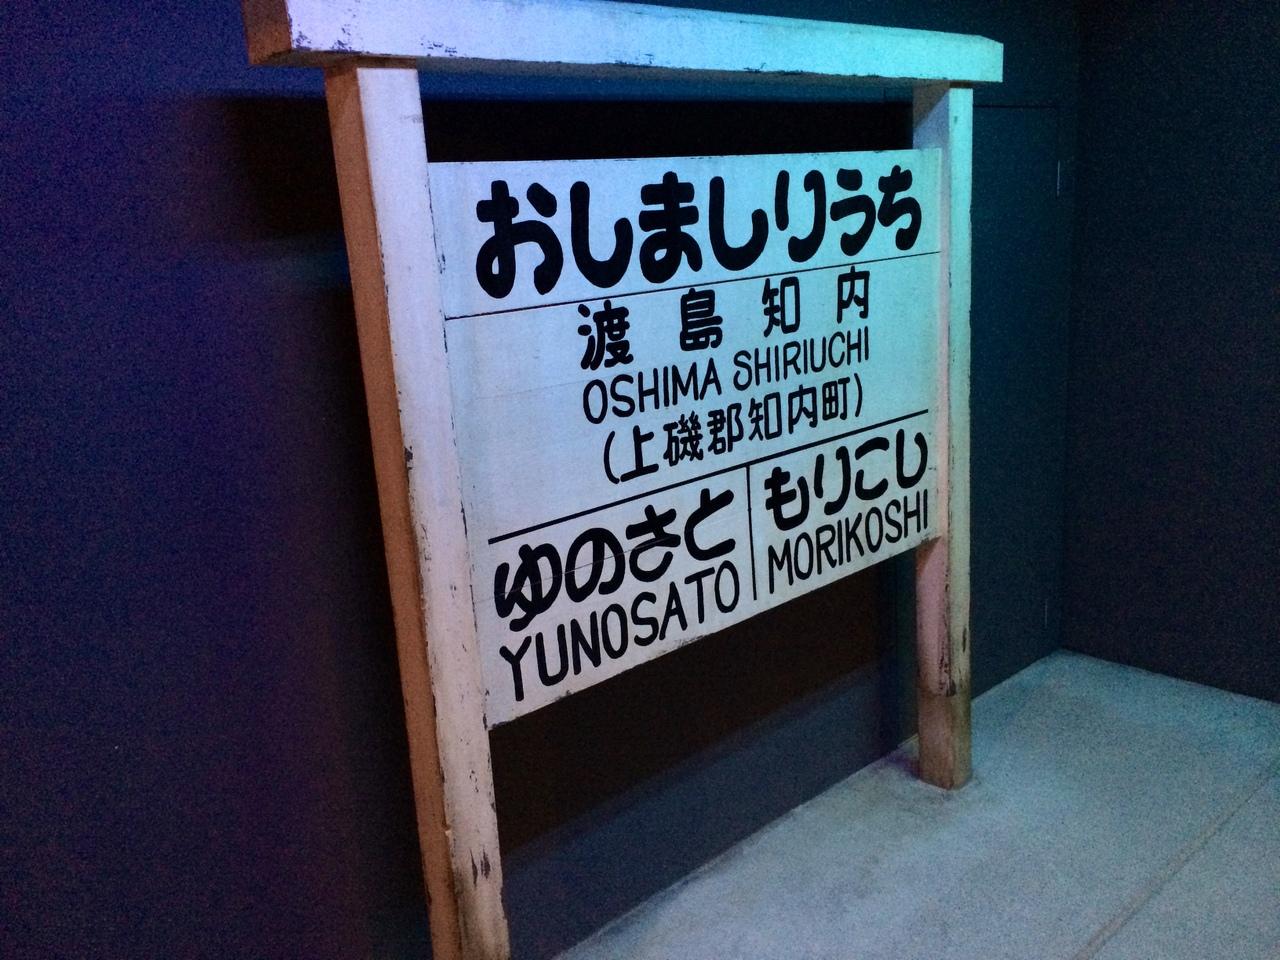 おしましりうち
渡島知内
OSHIMA SHIRIUCHI
(上磯郡知内町)
ゆのさと
YUNOSATO
もりこし
MORIKOSHI